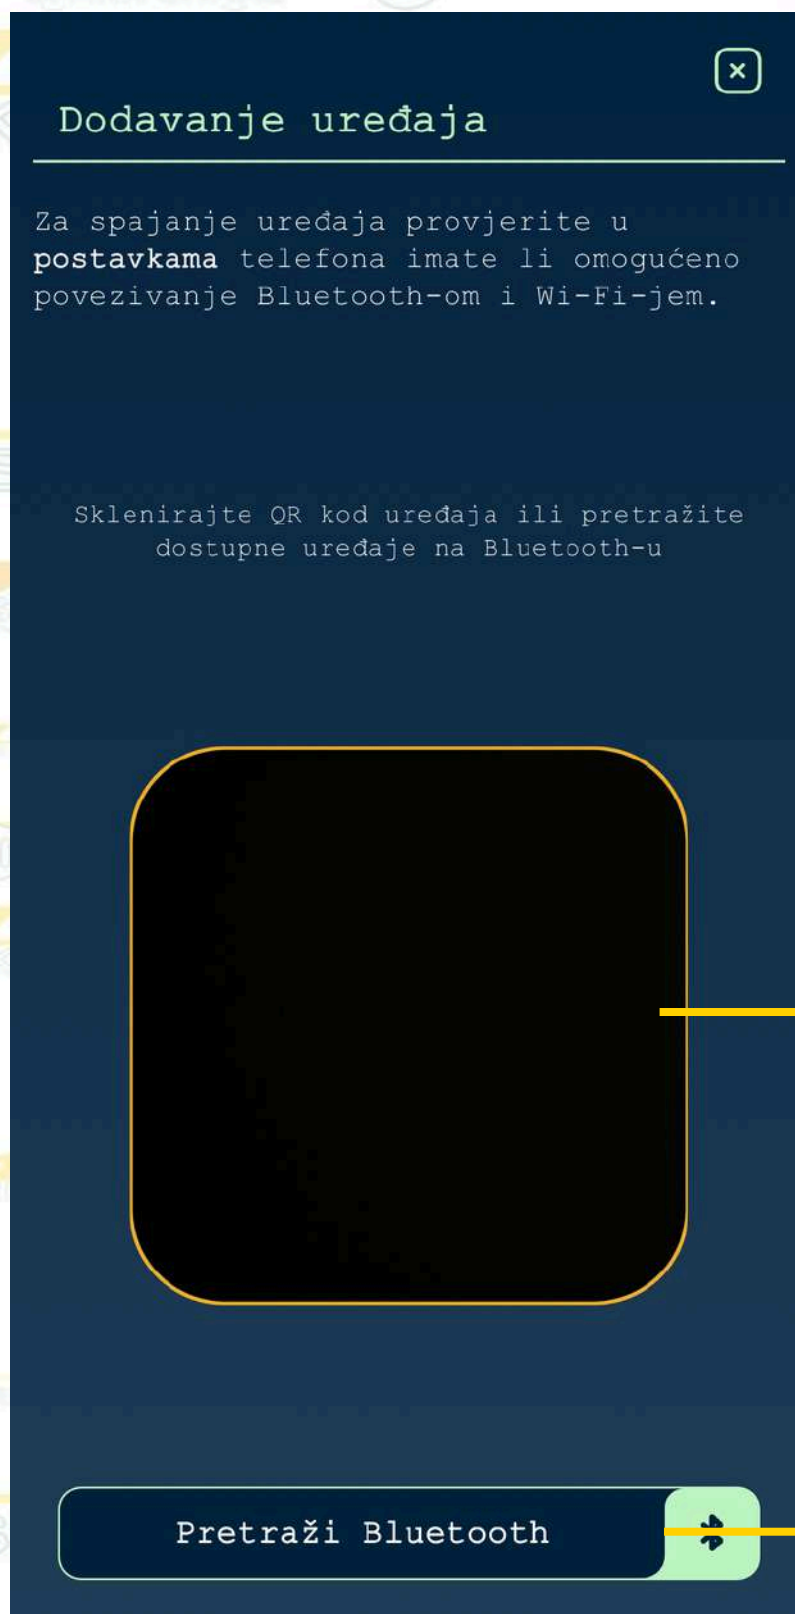 Dodavanje uređaja
Za spajanje uređaja provjerite u
postavkama telefona imate li omogućeno
povezivanje Bluetooth-om i Wi-Fi-jem.
Sklenirajte QR kod uređaja ili pretražite
dostupne uređaje na Bluetooth-u
Pretraži Bluetooth